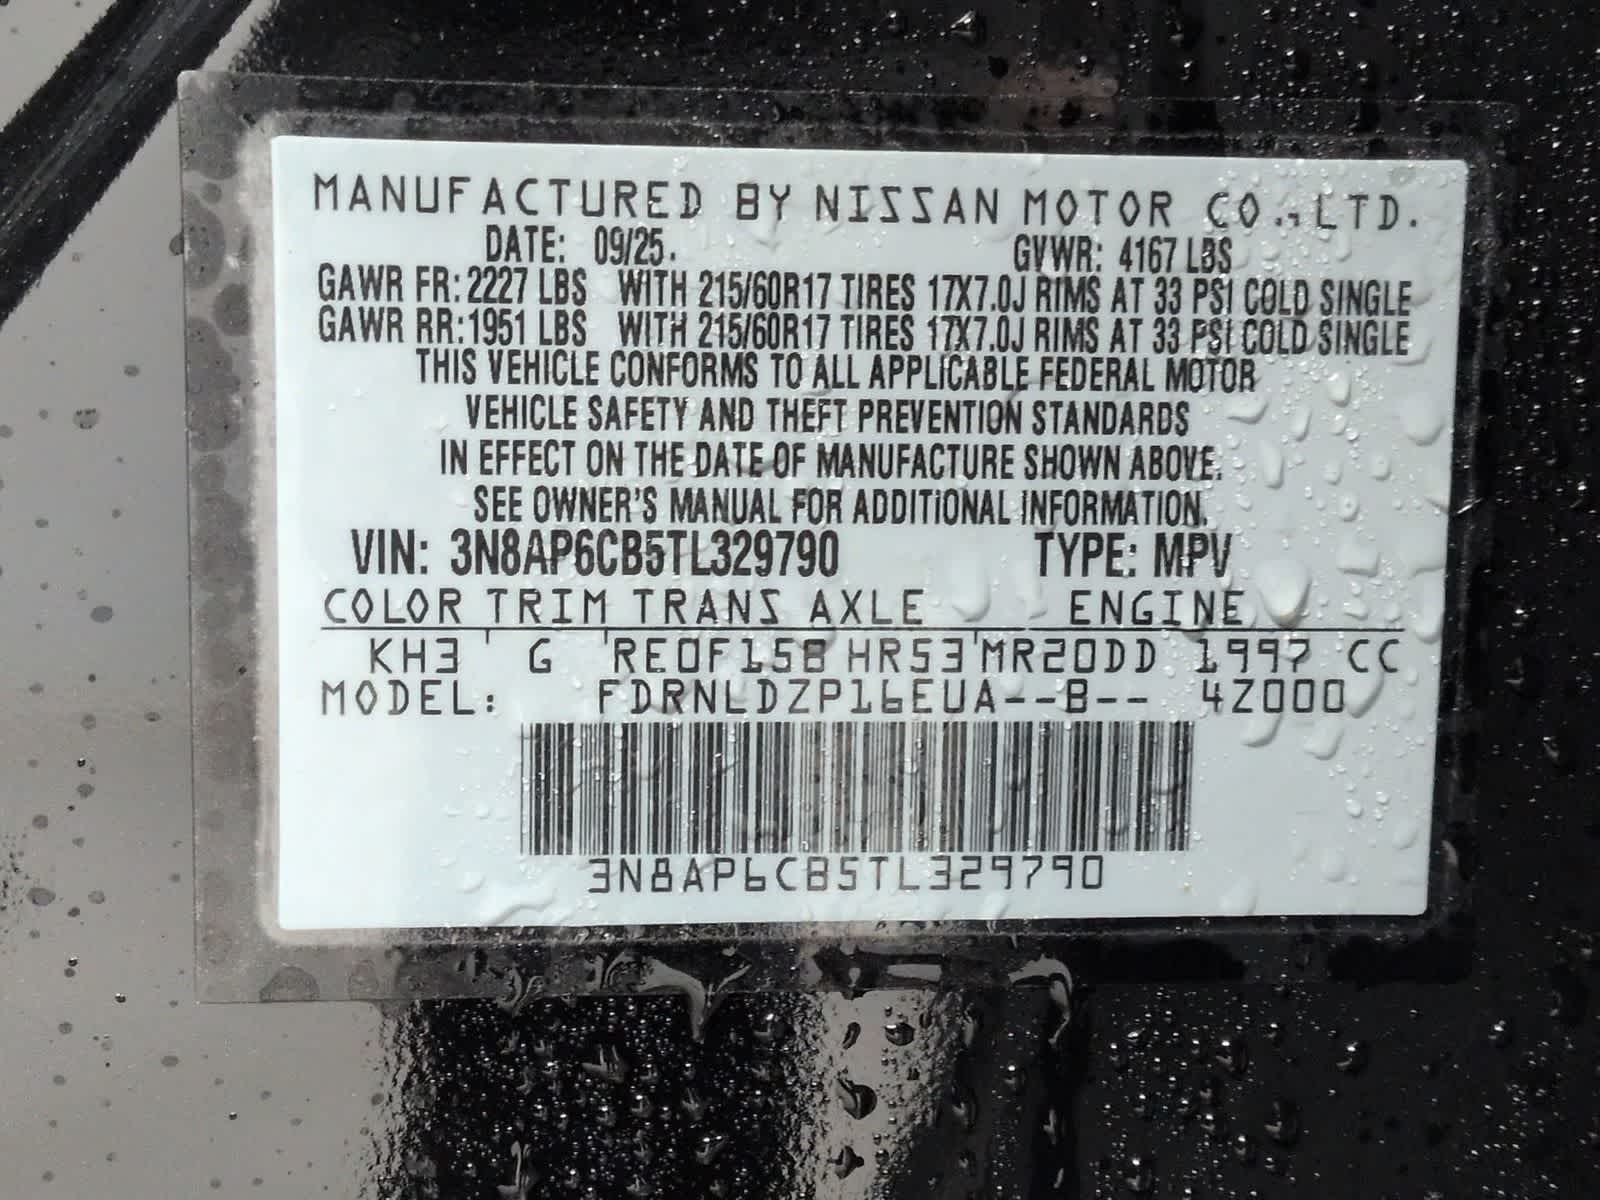 MANUFACTURED BY NISSAN MOTOR CO., LTD.
DATE: 09/25. GVWR: 4167 LBS
GAWR FR: 2227 LBS WITH 215/60R17 TIRES 17X7.0J RIMS AT 33 PSI COLD SINGLE
GAWR RR: 1951 LBS WITH 215/60R17 TIRES 17X7.0J RIMS AT 33 PSI COLD SINGLE
THIS VEHICLE CONFORMS TO ALL APPLICABLE FEDERAL MOTOR
VEHICLE SAFETY AND THEFT PREVENTION STANDARDS
IN EFFECT ON THE DATE OF MANUFACTURE SHOWN ABOVE.
SEE OWNER'S MANUAL FOR ADDITIONAL INFORMATION.
VIN: 3N8AP6CB5TL329790 TYPE: MPV
COLOR TRIM TRANS AXLE ENGINE
KH3 G RE0F15B HR53 MR20DD 1997 CC
MODEL: FDRNLDZP16EUA--B-- 4Z000
3N8AP6CB5TL329790